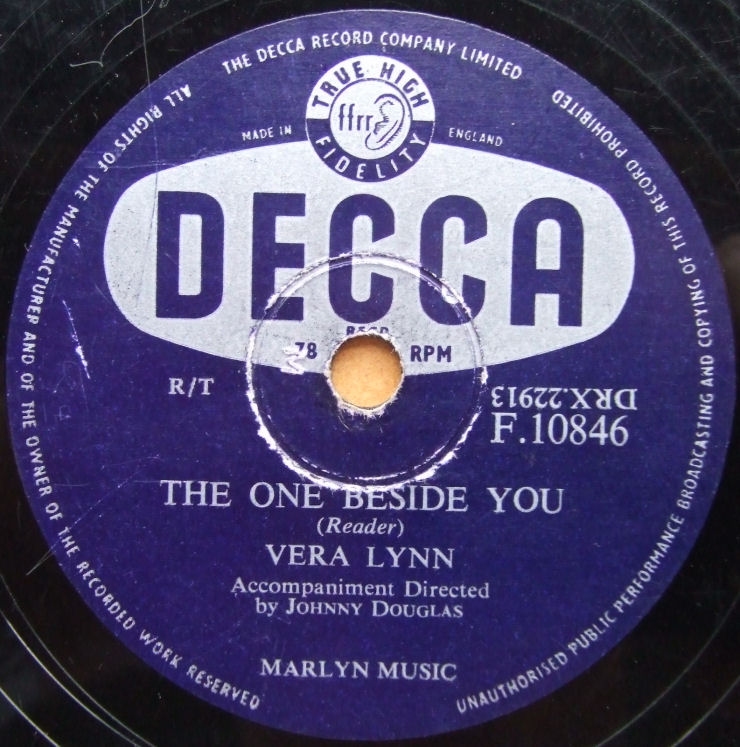 ALL RIGHTS OF THE MANUFACTURER AND OF THE OWNER OF THE RECORDED WORK RESERVED
THE DECCA RECORD COMPANY LIMITED
UNAUTHORISED PUBLIC PERFORMANCE BROADCASTING AND COPYING OF THIS RECORD PROHIBITED
TRUE HIGH
ffrr
FIDELITY
MADE IN ENGLAND
DECCA
78 RPM
R/T
DRX.22913
F.10846
THE ONE BESIDE YOU
(Reader)
VERA LYNN
Accompaniment Directed
by JOHNNY DOUGLAS
MARLYN MUSIC